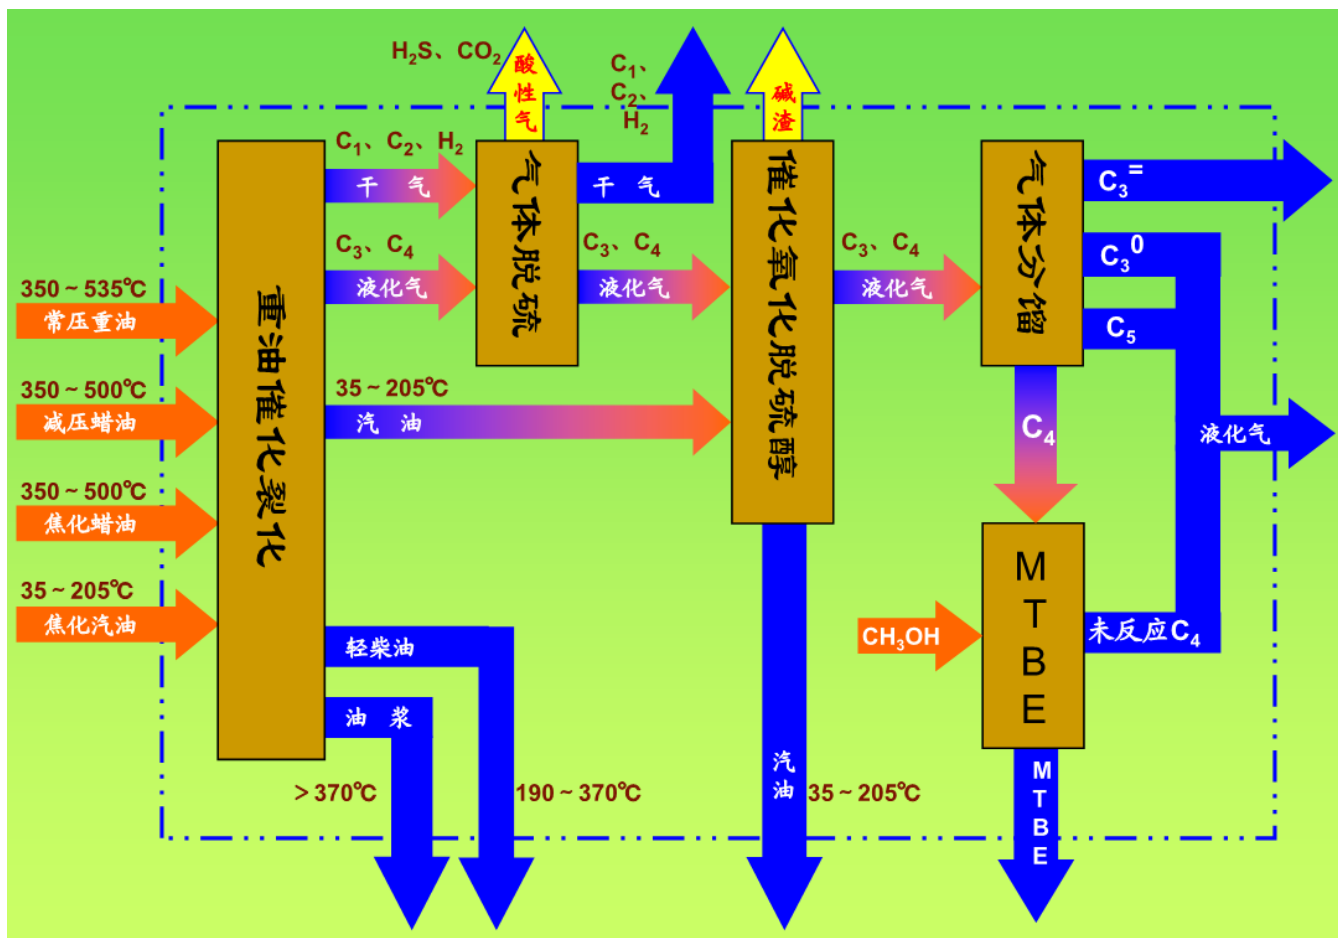 H₂S、CO₂
酸性气
C₁、
C₂、
H₂
碱渣
C₁、C₂、H₂
干 气
C₃、C₄
液化气
重油催化裂化
气体脱硫
干 气
C₃、C₄
液化气
催化氧化脱硫醇
C₃、C₄
液化气
气体分馏
C₃⁼
C₃⁰
C₅
C₄
液化气
350～535℃
常压重油
350～500℃
减压蜡油
350～500℃
焦化蜡油
35～205℃
焦化汽油
35～205℃
汽 油
轻柴油
油 浆
＞370℃
190～370℃
汽油
35～205℃
CH₃OH
MTBE
未反应C₄
MTBE